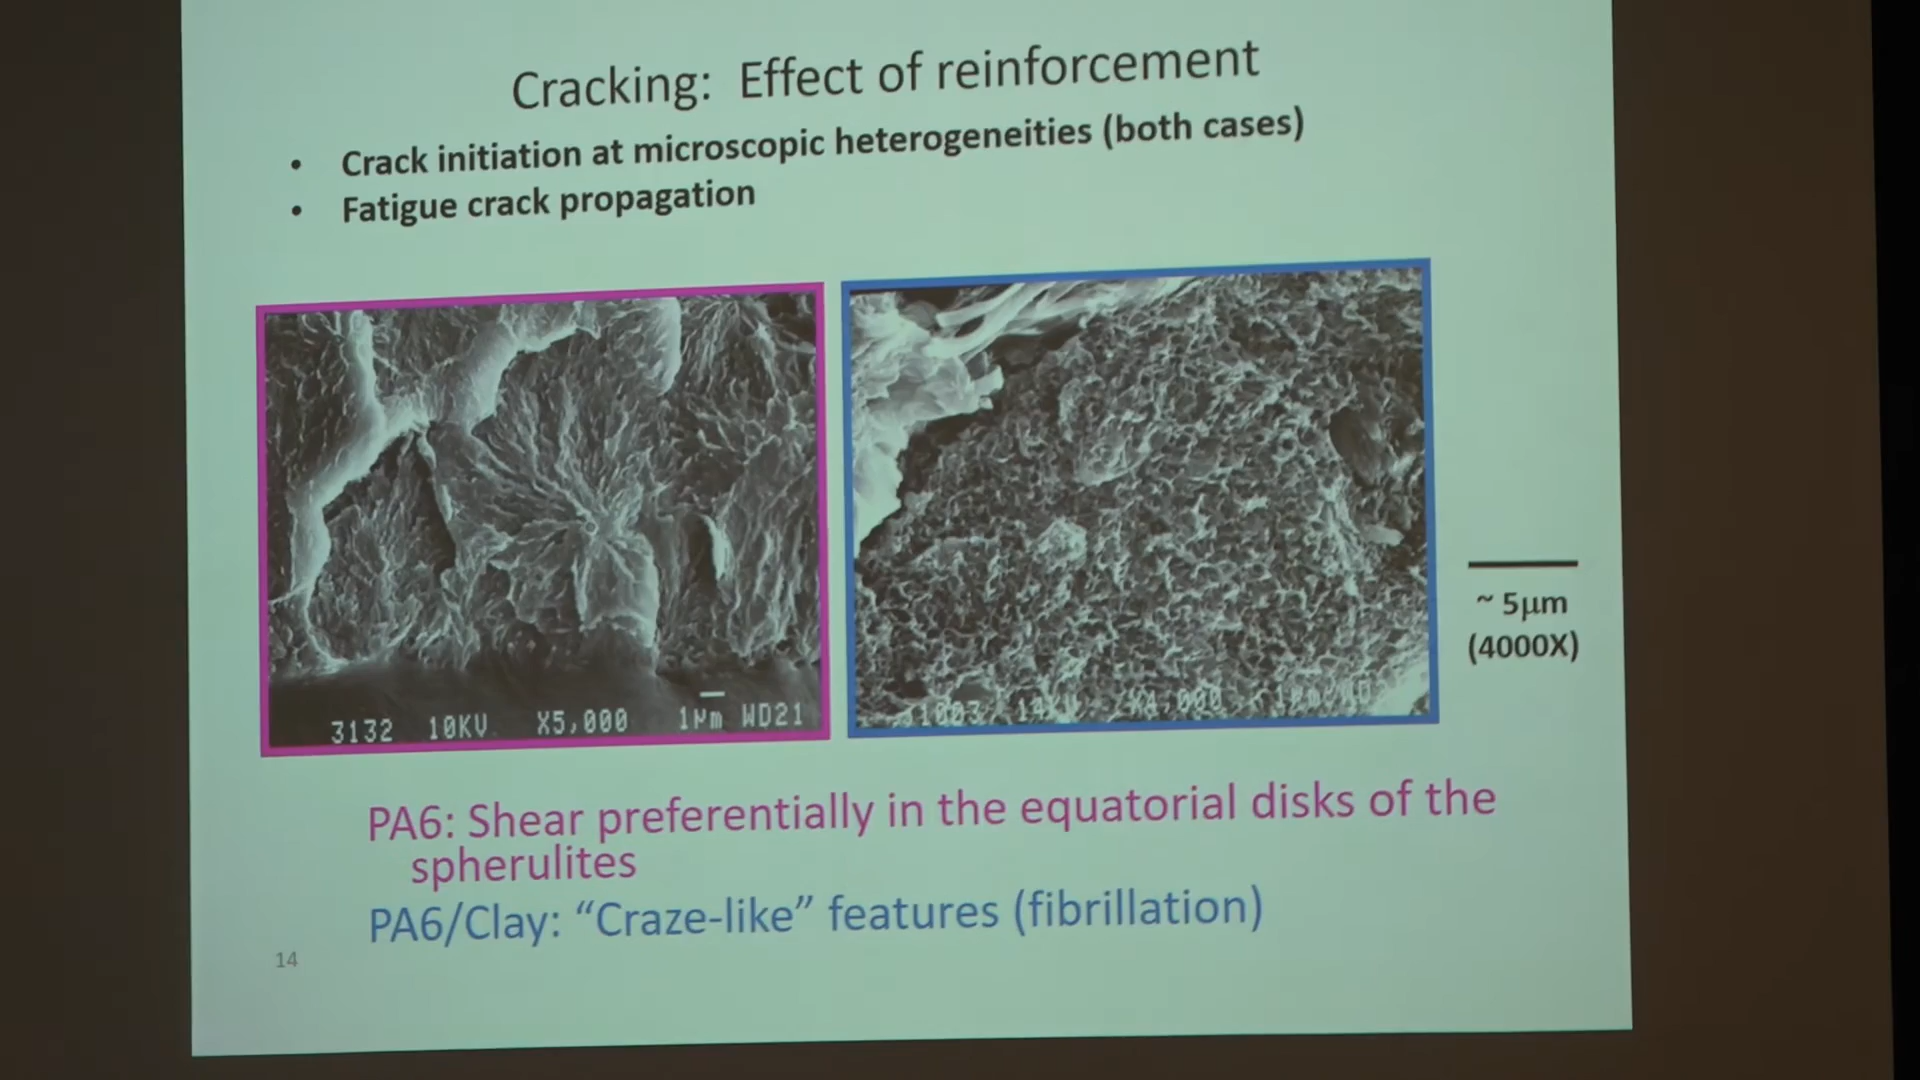 Cracking: Effect of reinforcement
• Crack initiation at microscopic heterogeneities (both cases)
• Fatigue crack propagation
3132 10KV X5,000 1µm WD21
X4,000
~ 5µm
(4000X)
PA6: Shear preferentially in the equatorial disks of the
spherulites
PA6/Clay: “Craze-like” features (fibrillation)
14